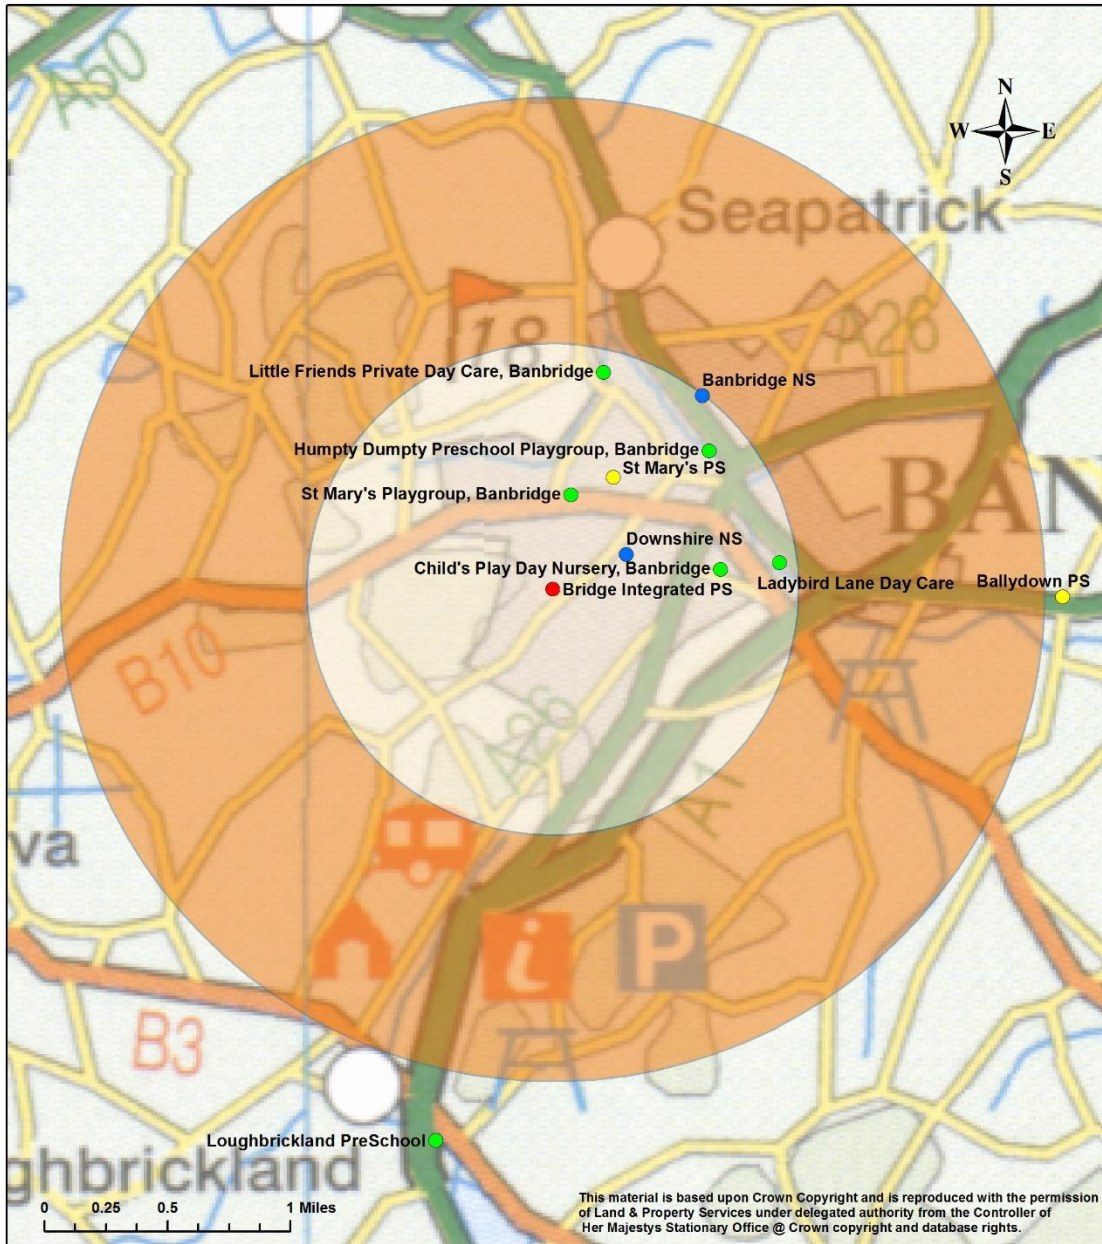 A50
N
W E
S
Seapatrick
18
A26
Little Friends Private Day Care, Banbridge
Banbridge NS
Humpty Dumpty Preschool Playgroup, Banbridge
St Mary's PS
BAN
St Mary's Playgroup, Banbridge
Downshire NS
Child's Play Day Nursery, Banbridge
Ladybird Lane Day Care
Ballydown PS
Bridge Integrated PS
B10
A26
A1
va
i
P
B3
Loughbrickland PreSchool
ghbrickland
0 0.25 0.5 1 Miles
This material is based upon Crown Copyright and is reproduced with the permission
of Land & Property Services under delegated authority from the Controller of
Her Majestys Stationary Office @ Crown copyright and database rights.